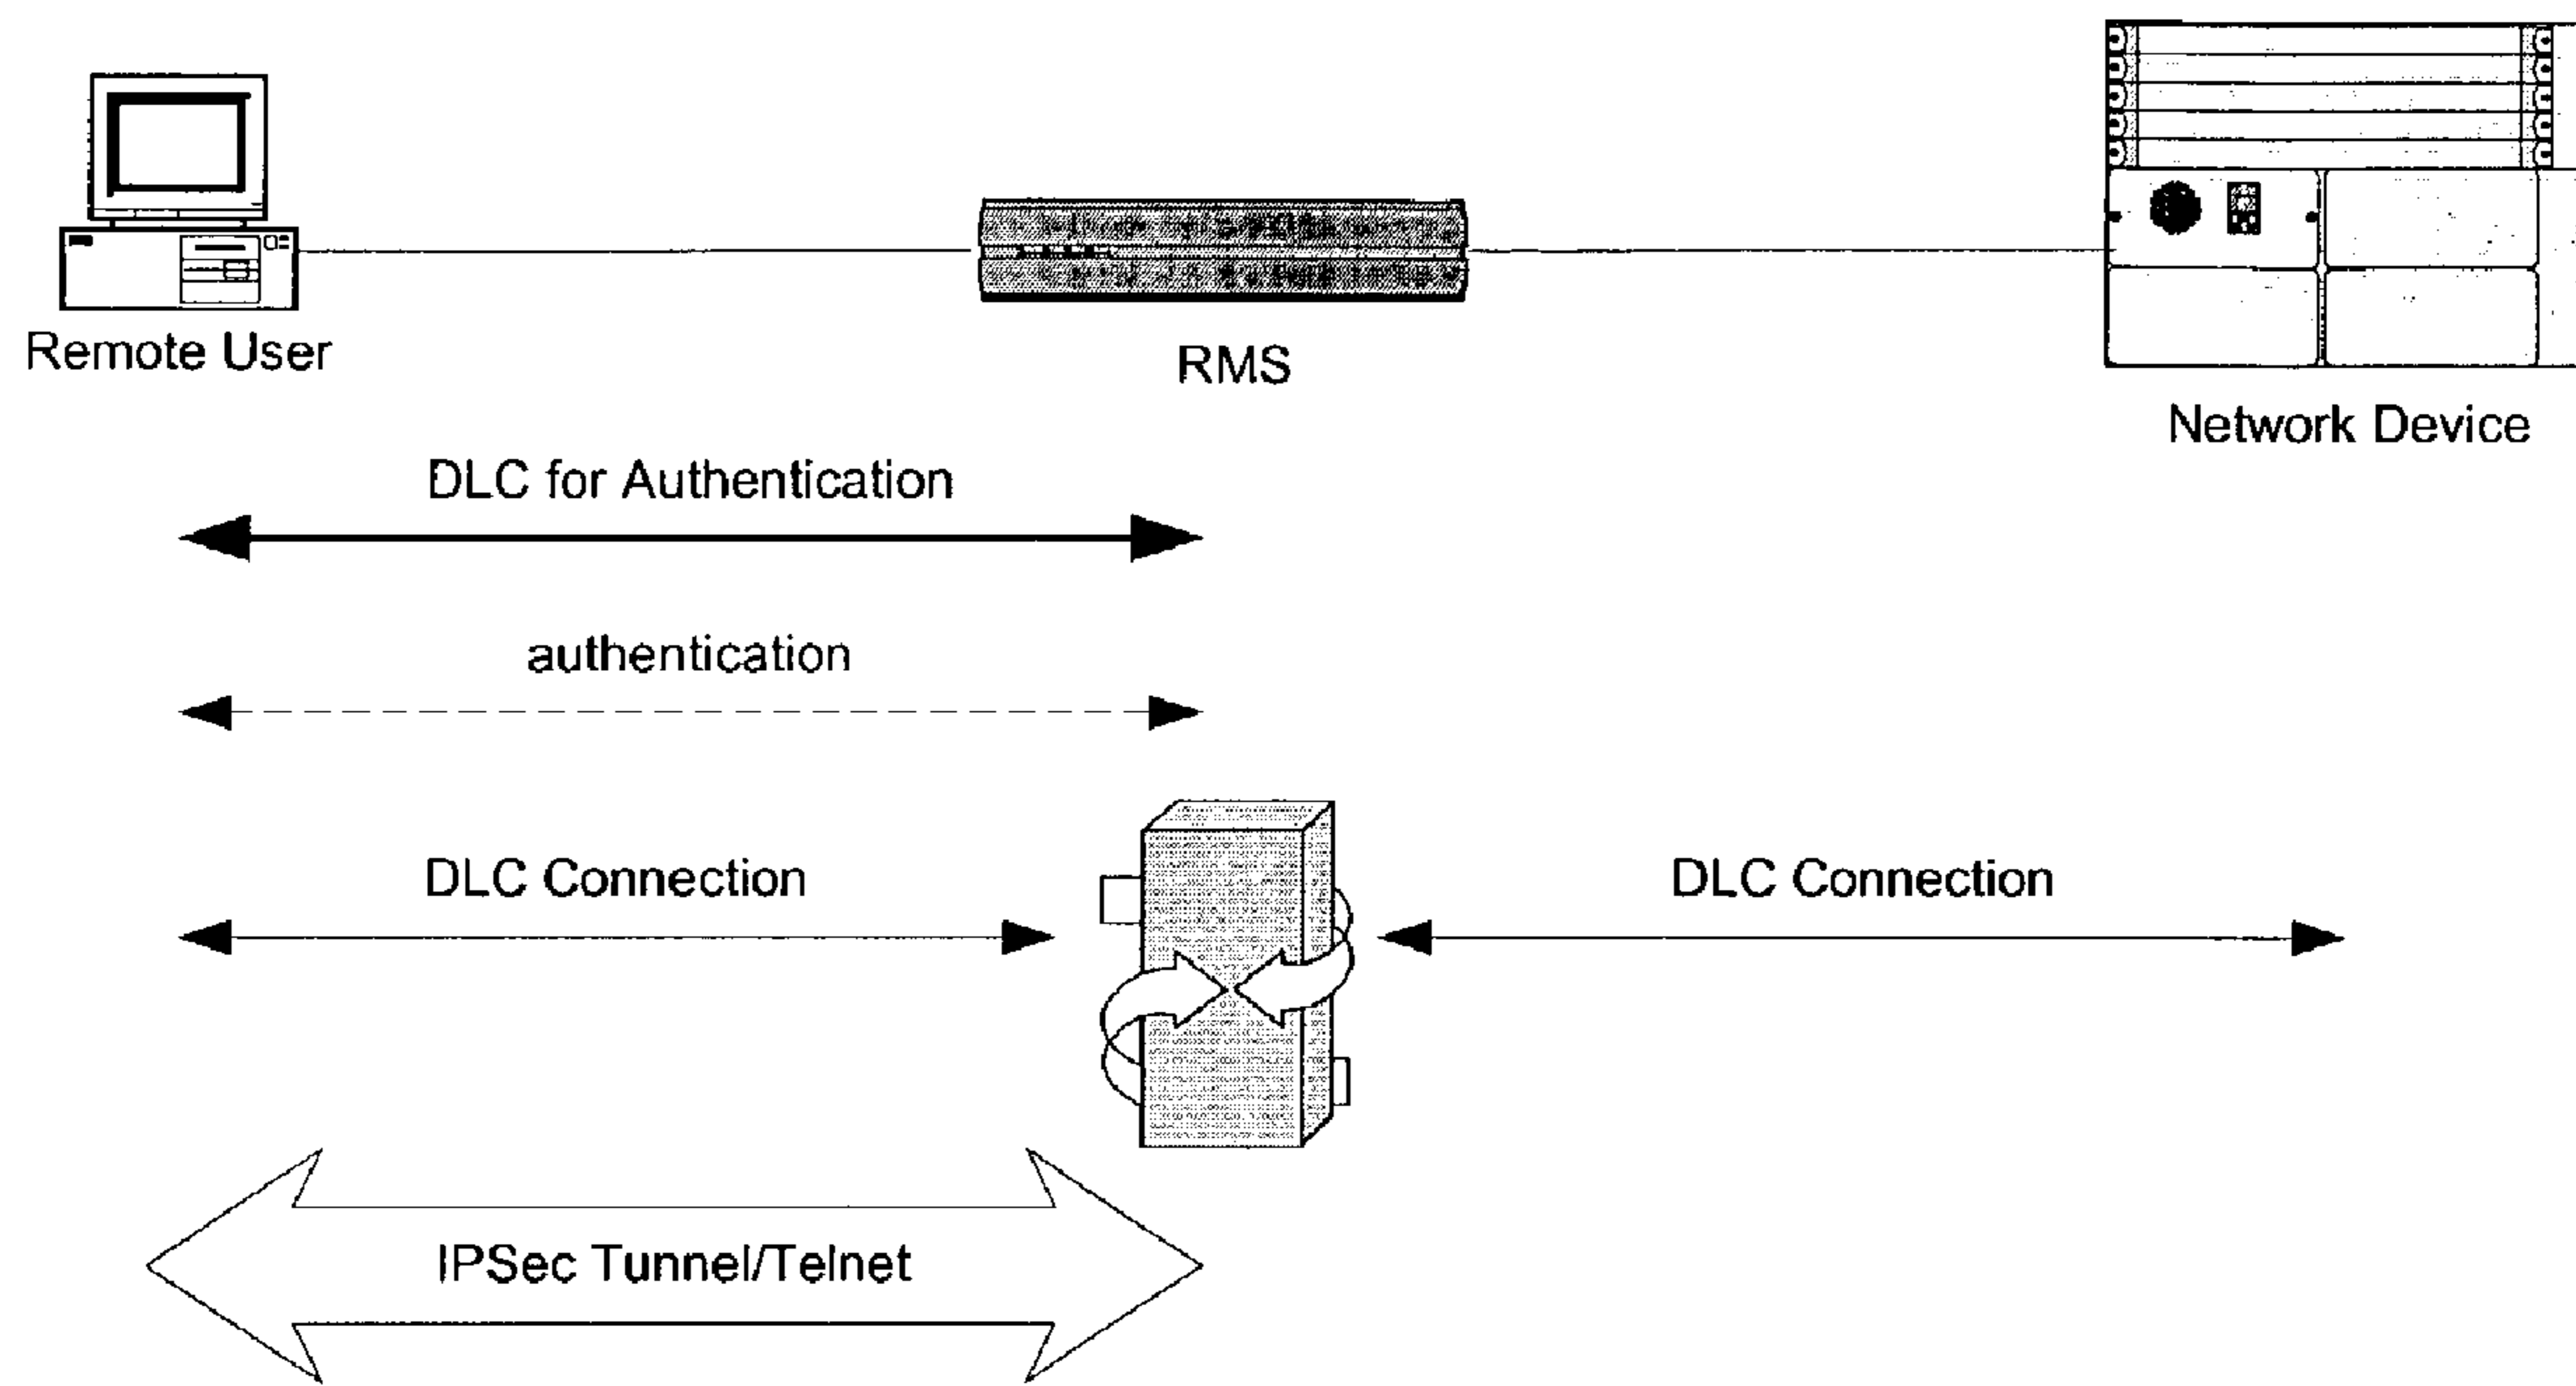 Remote User
RMS
Network Device
DLC for Authentication
authentication
DLC Connection
DLC Connection
IPSec Tunnel/Telnet